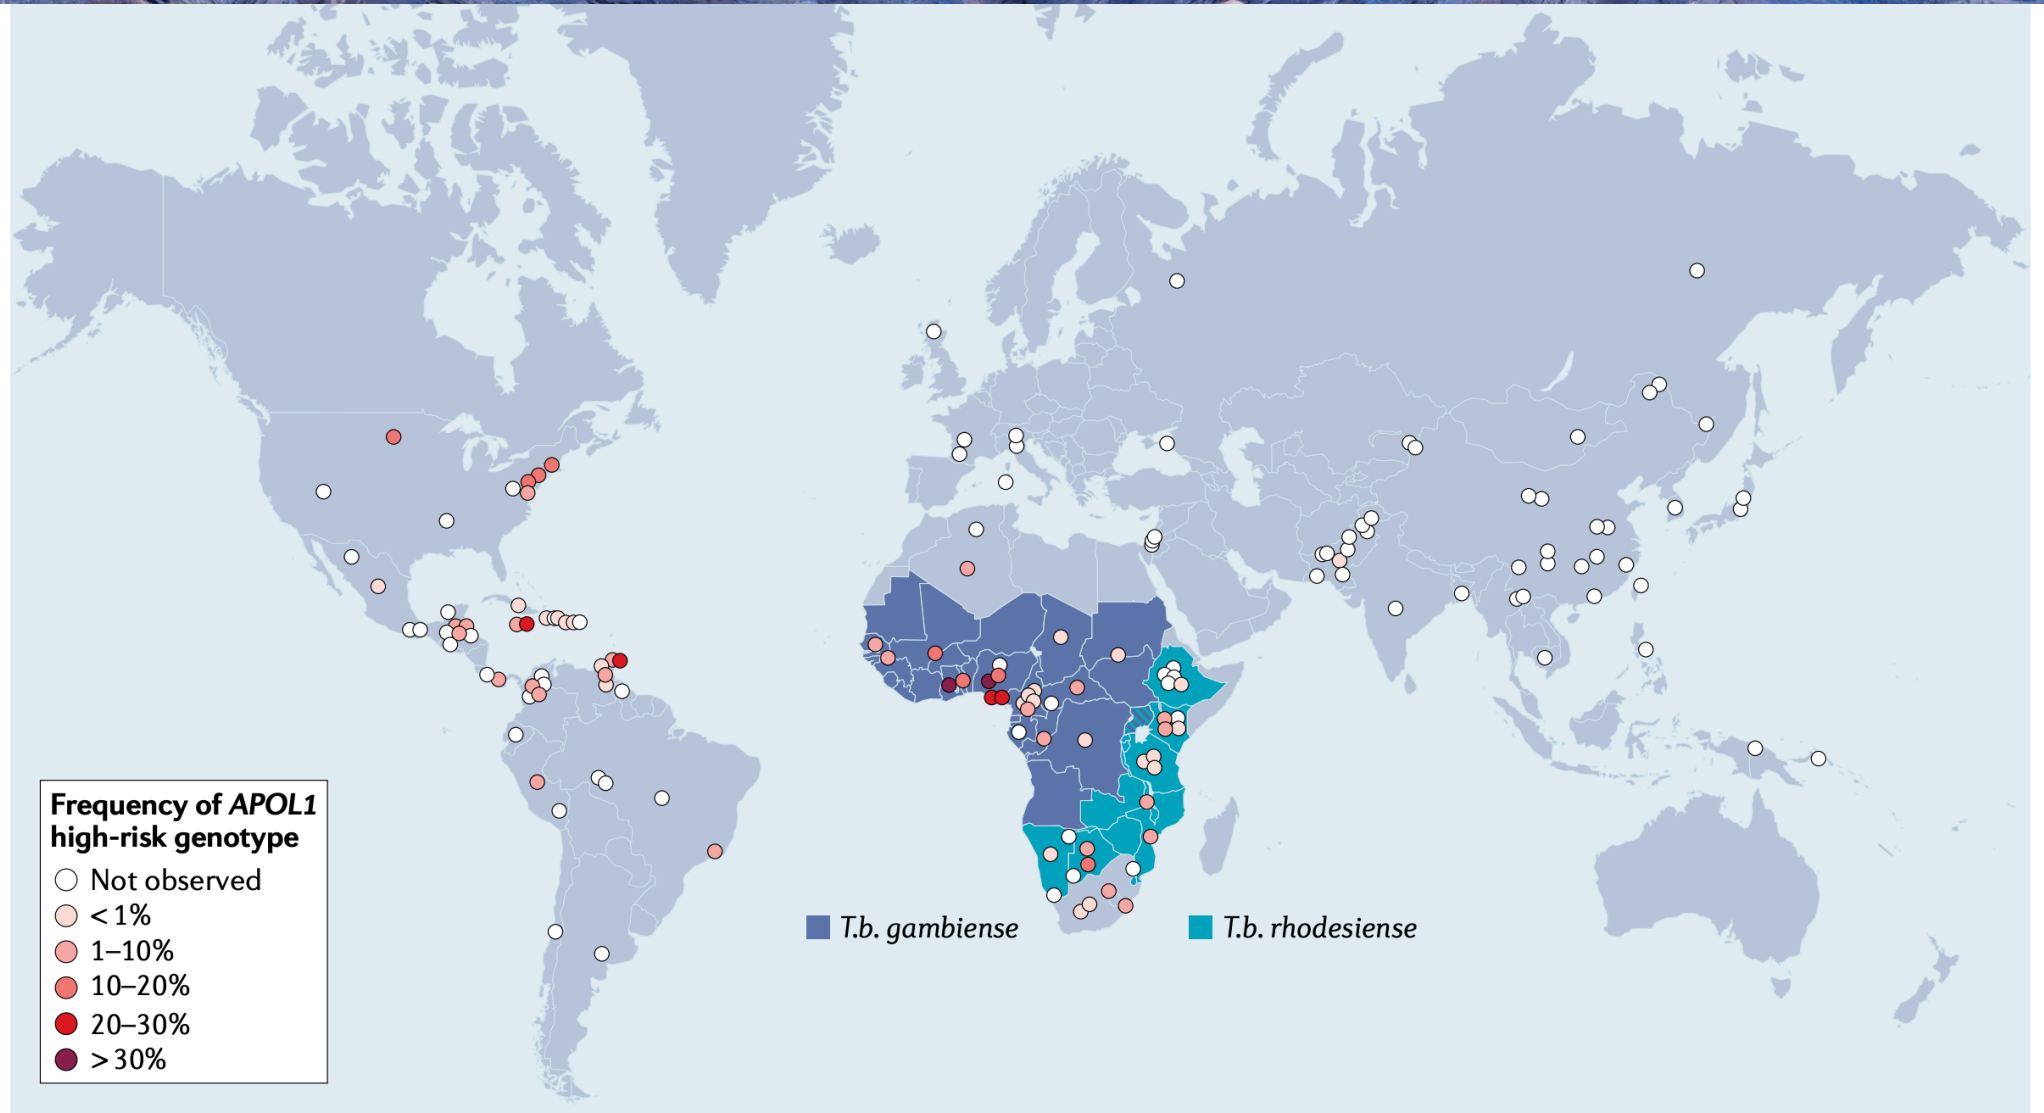 Frequency of APOL1
high-risk genotype
Not observed
< 1%
1–10%
10–20%
20–30%
> 30%
T.b. gambiense
T.b. rhodesiense